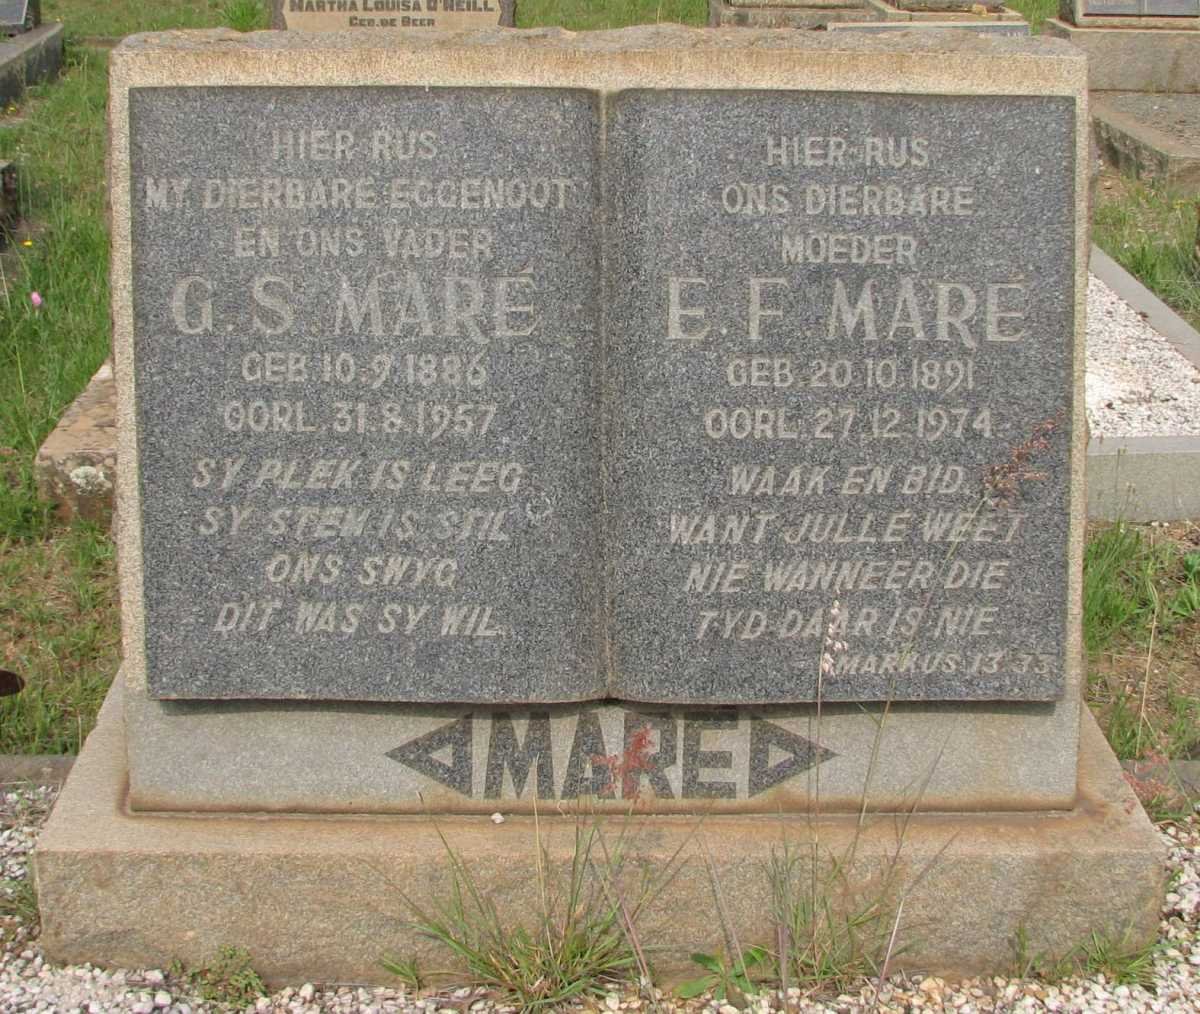 MARTHA LOUISA O'NEILL
GEB. DE BEER
HIER RUS
MY DIERBARE EGGENOOT
EN ONS VADER
G. S. MARÉ
GEB. 10.9.1886
OORL. 31.8.1957
SY PLEK IS LEEG
SY STEM IS STIL
ONS SWYG
DIT WAS SY WIL.
HIER RUS
ONS DIERBARE
MOEDER
E. F. MARÉ
GEB. 20.10.1891
OORL. 27.12.1974
WAAK EN BID,
WANT JULLE WEET
NIE WANNEER DIE
TYD DAAR IS NIE
MARKUS 13.33
MARE